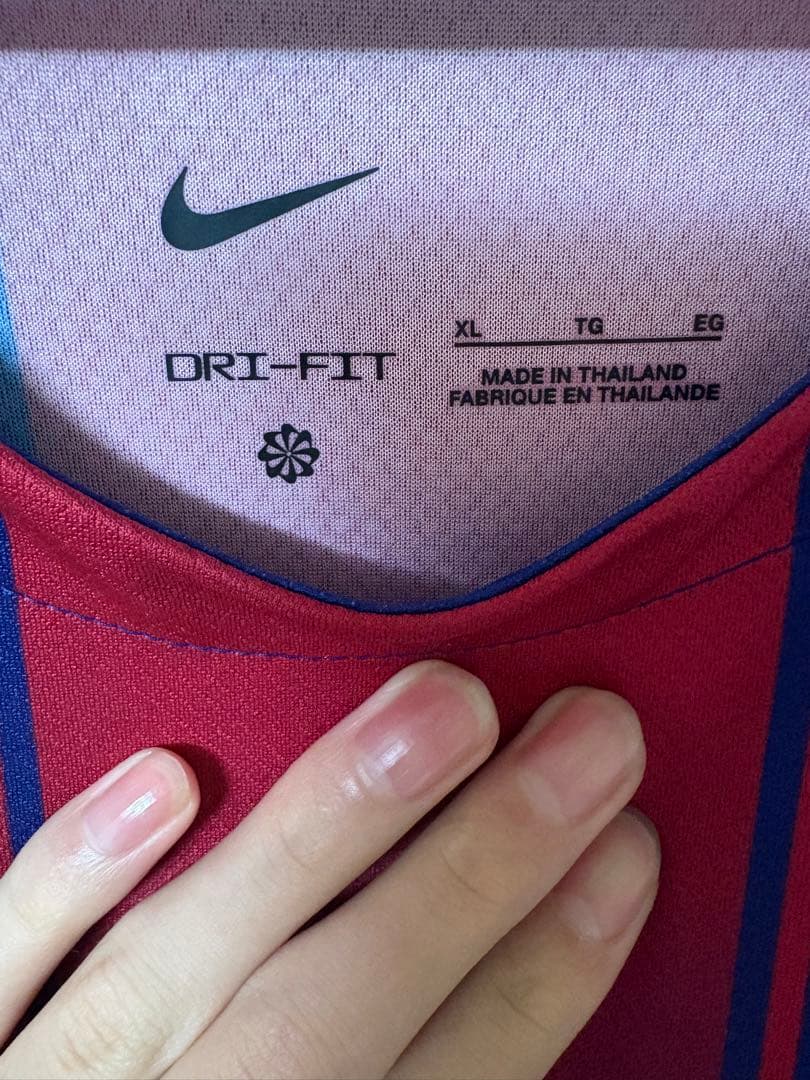 DRI-FIT
XL TG EG
MADE IN THAILAND
FABRIQUE EN THAILANDE